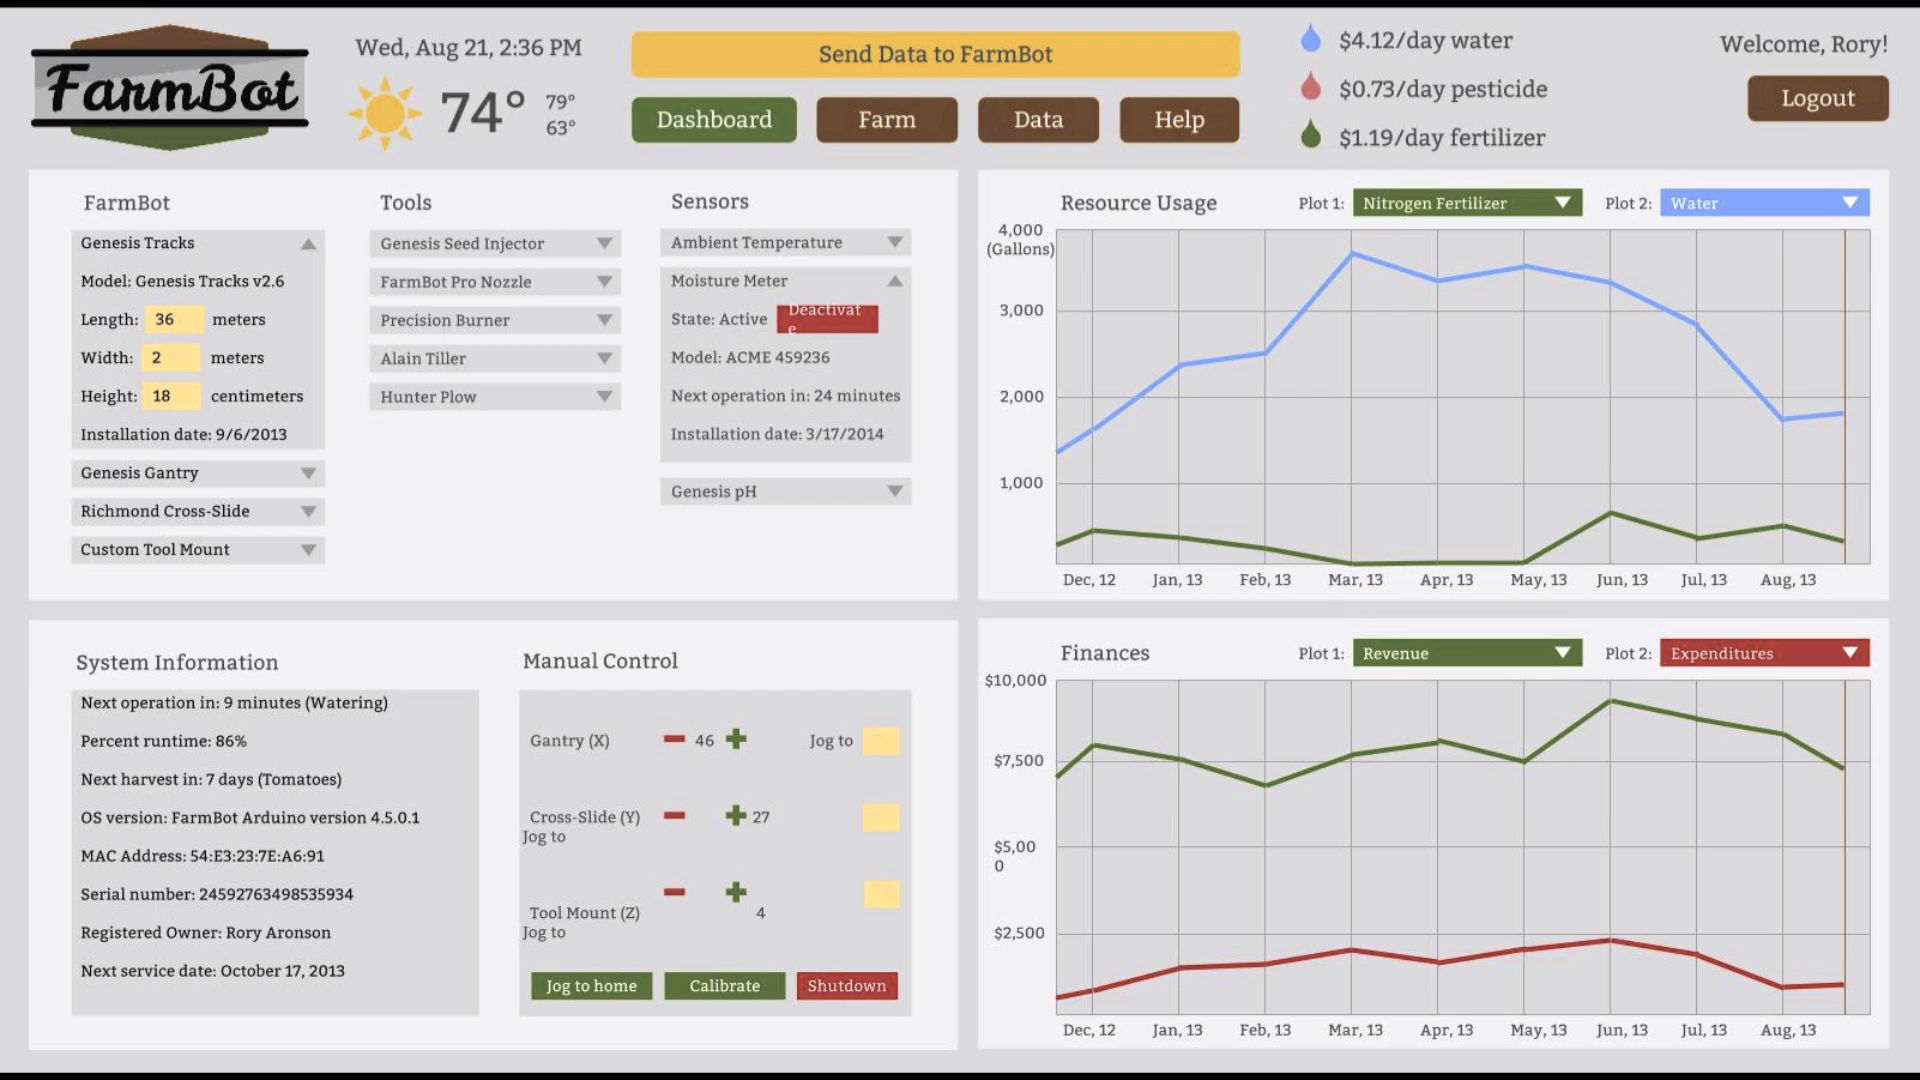 FarmBot
Wed, Aug 21, 2:36 PM
74°
79°
63°
Send Data to FarmBot
Dashboard
Farm
Data
Help
$4.12/day water
$0.73/day pesticide
$1.19/day fertilizer
Welcome, Rory!
Logout
FarmBot
Genesis Tracks
Model: Genesis Tracks v2.6
Length: 36 meters
Width: 2 meters
Height: 18 centimeters
Installation date: 9/6/2013
Genesis Gantry
Richmond Cross-Slide
Custom Tool Mount
Tools
Genesis Seed Injector
FarmBot Pro Nozzle
Precision Burner
Alain Tiller
Hunter Plow
Sensors
Ambient Temperature
Moisture Meter
State: Active
Deactivat
e
Model: ACME 459236
Next operation in: 24 minutes
Installation date: 3/17/2014
Genesis pH
Resource Usage
Plot 1: Nitrogen Fertilizer
Plot 2: Water
4,000
(Gallons)
3,000
2,000
1,000
Dec, 12 Jan, 13 Feb, 13 Mar, 13 Apr, 13 May, 13 Jun, 13 Jul, 13 Aug, 13
System Information
Next operation in: 9 minutes (Watering)
Percent runtime: 86%
Next harvest in: 7 days (Tomatoes)
OS version: FarmBot Arduino version 4.5.0.1
MAC Address: 54:E3:23:7E:A6:91
Serial number: 24592763498535934
Registered Owner: Rory Aronson
Next service date: October 17, 2013
Manual Control
Gantry (X) 46 Jog to
Cross-Slide (Y) 27
Jog to
Tool Mount (Z) 4
Jog to
Jog to home
Calibrate
Shutdown
Finances
Plot 1: Revenue
Plot 2: Expenditures
$10,000
$7,500
$5,00
0
$2,500
Dec, 12 Jan, 13 Feb, 13 Mar, 13 Apr, 13 May, 13 Jun, 13 Jul, 13 Aug, 13